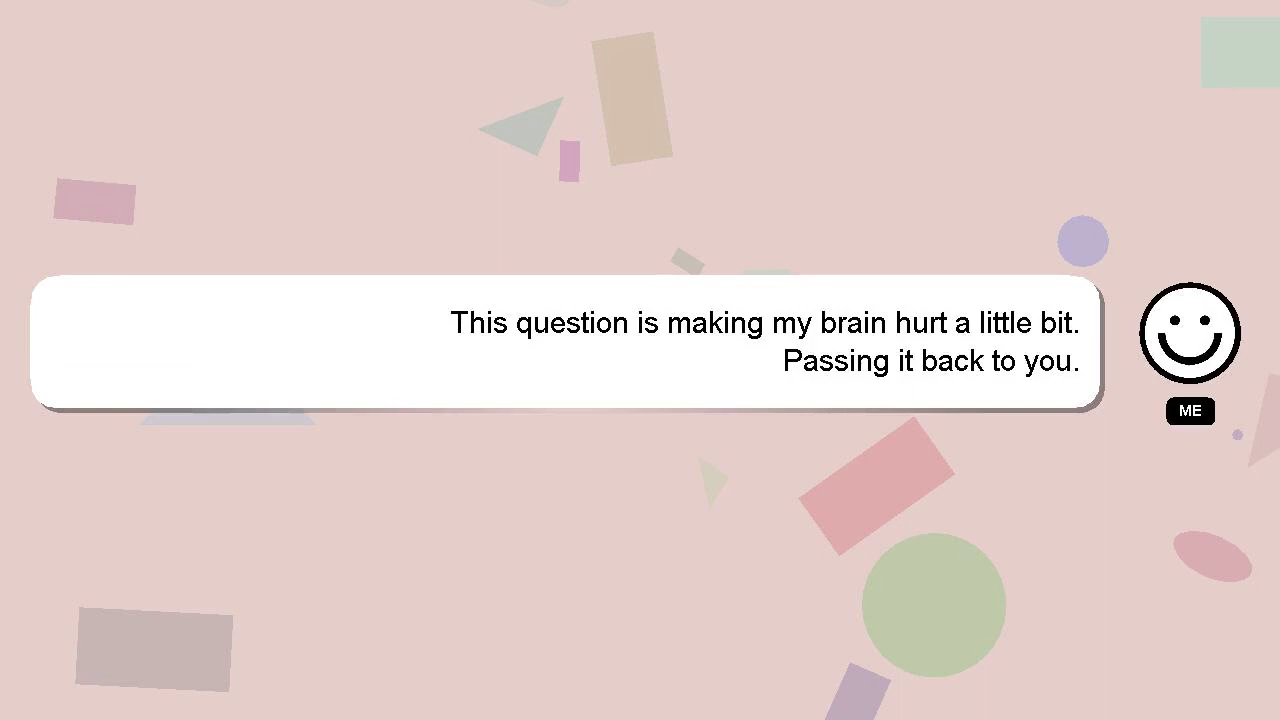 This question is making my brain hurt a little bit.
Passing it back to you.
ME